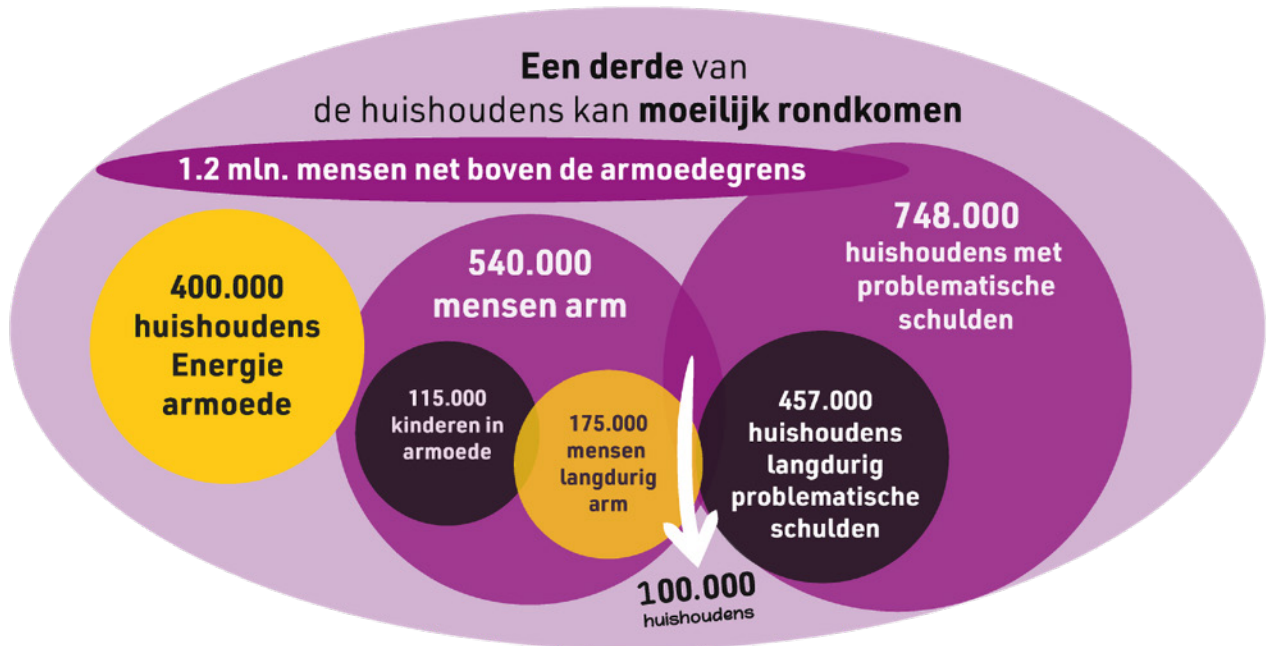 Een derde van
de huishoudens kan moeilijk rondkomen
1.2 mln. mensen net boven de armoedegrens
400.000
huishoudens
Energie
armoede
540.000
mensen arm
115.000
kinderen in
armoede
175.000
mensen
langdurig
arm
748.000
huishoudens met
problematische
schulden
457.000
huishoudens
langdurig
problematische
schulden
100.000
huishoudens